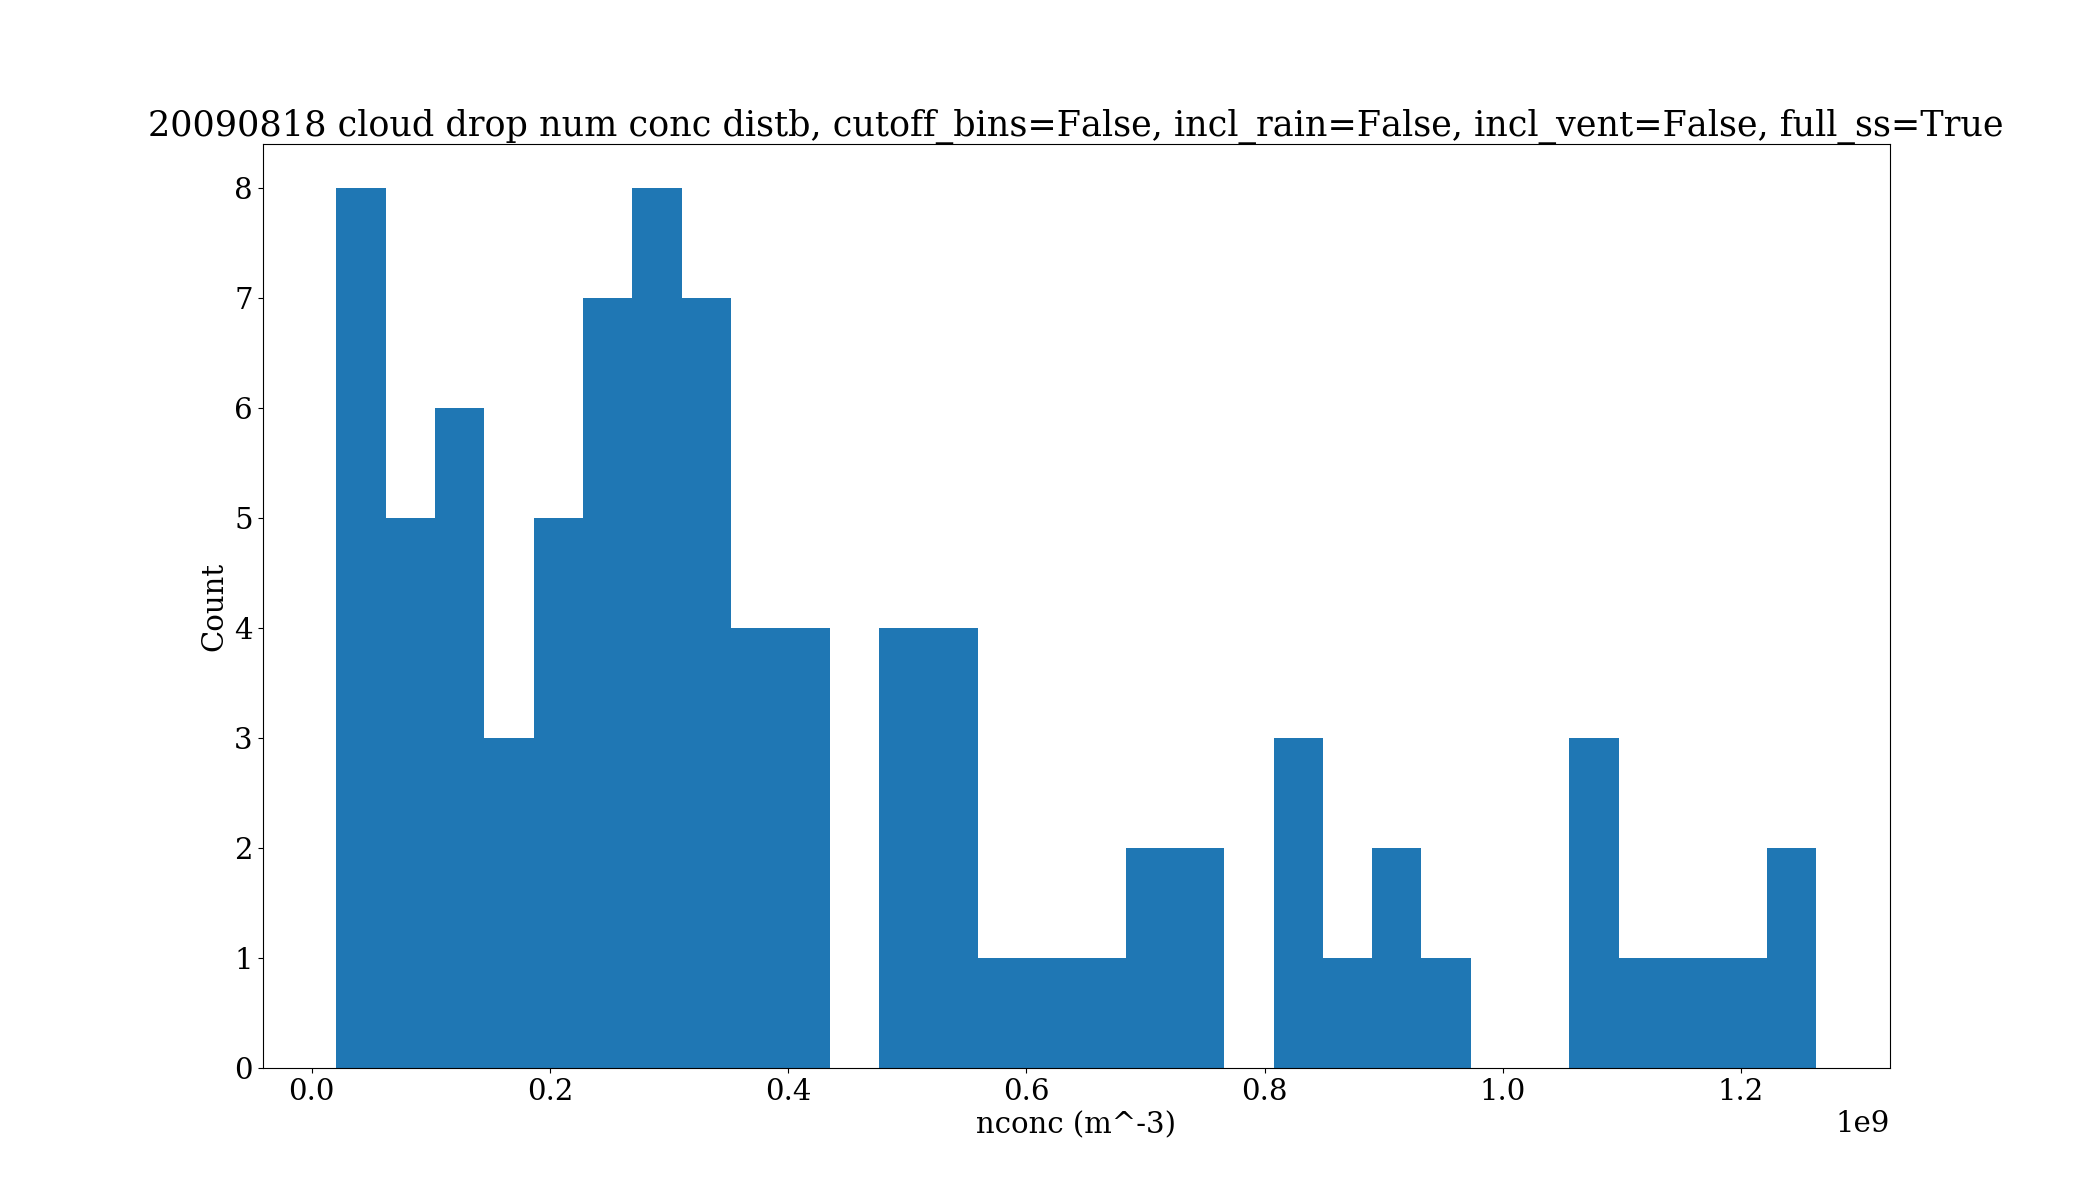 20090818 cloud drop num conc distb, cutoff_bins=False, incl_rain=False, incl_vent=False, full_ss=True
8
7
6
5
4
3
2
1
0
Count
0.0 0.2 0.4 0.6 0.8 1.0 1.2
nconc (m^-3)
1e9